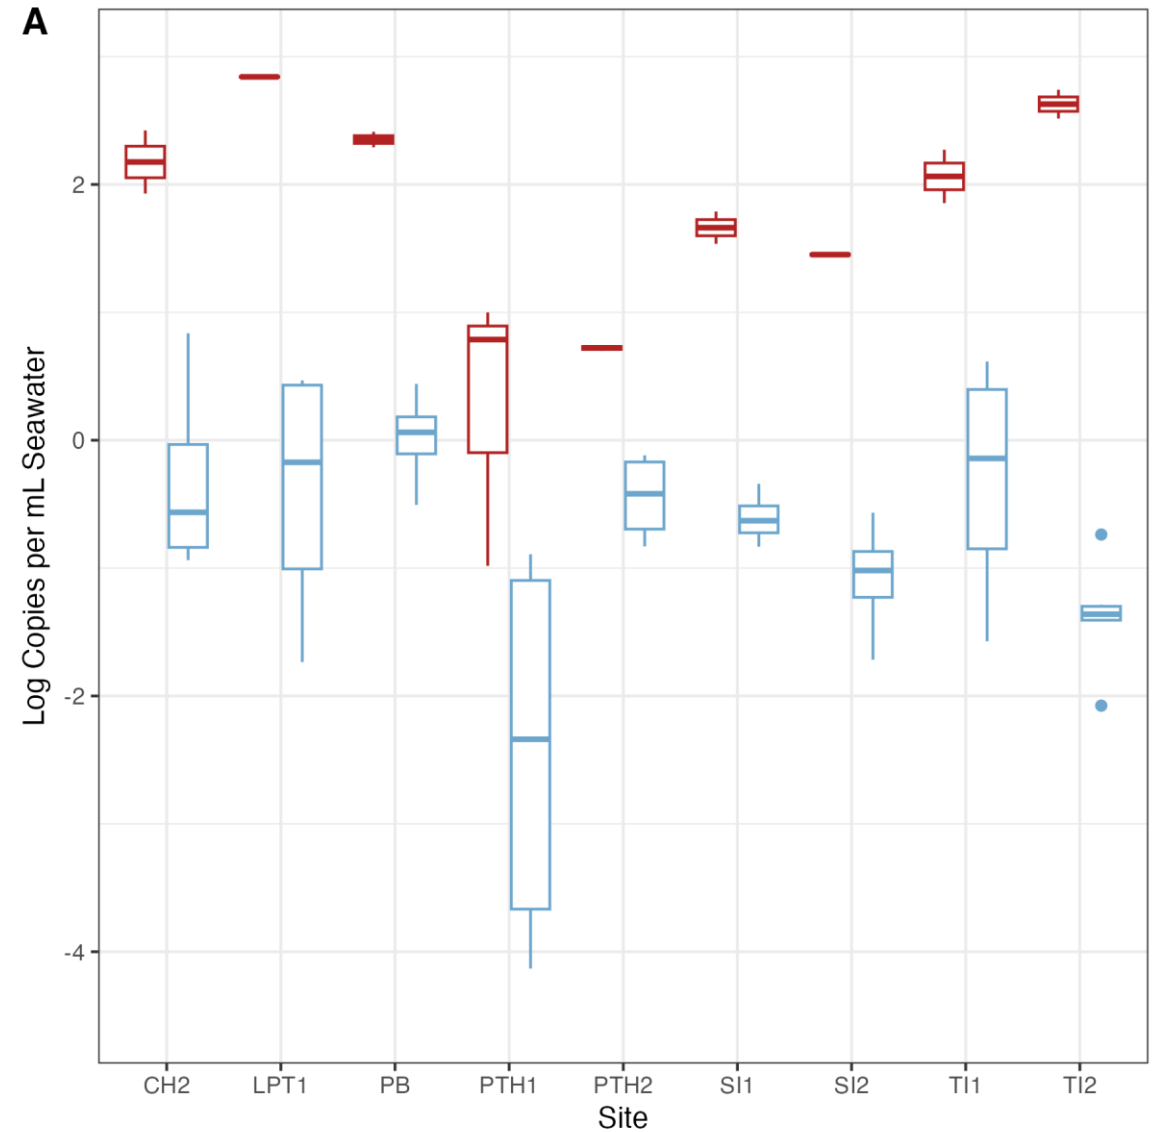 A
Log Copies per mL Seawater
2
0
-2
-4
CH2 LPT1 PB PTH1 PTH2 SI1 SI2 TI1 TI2
Site